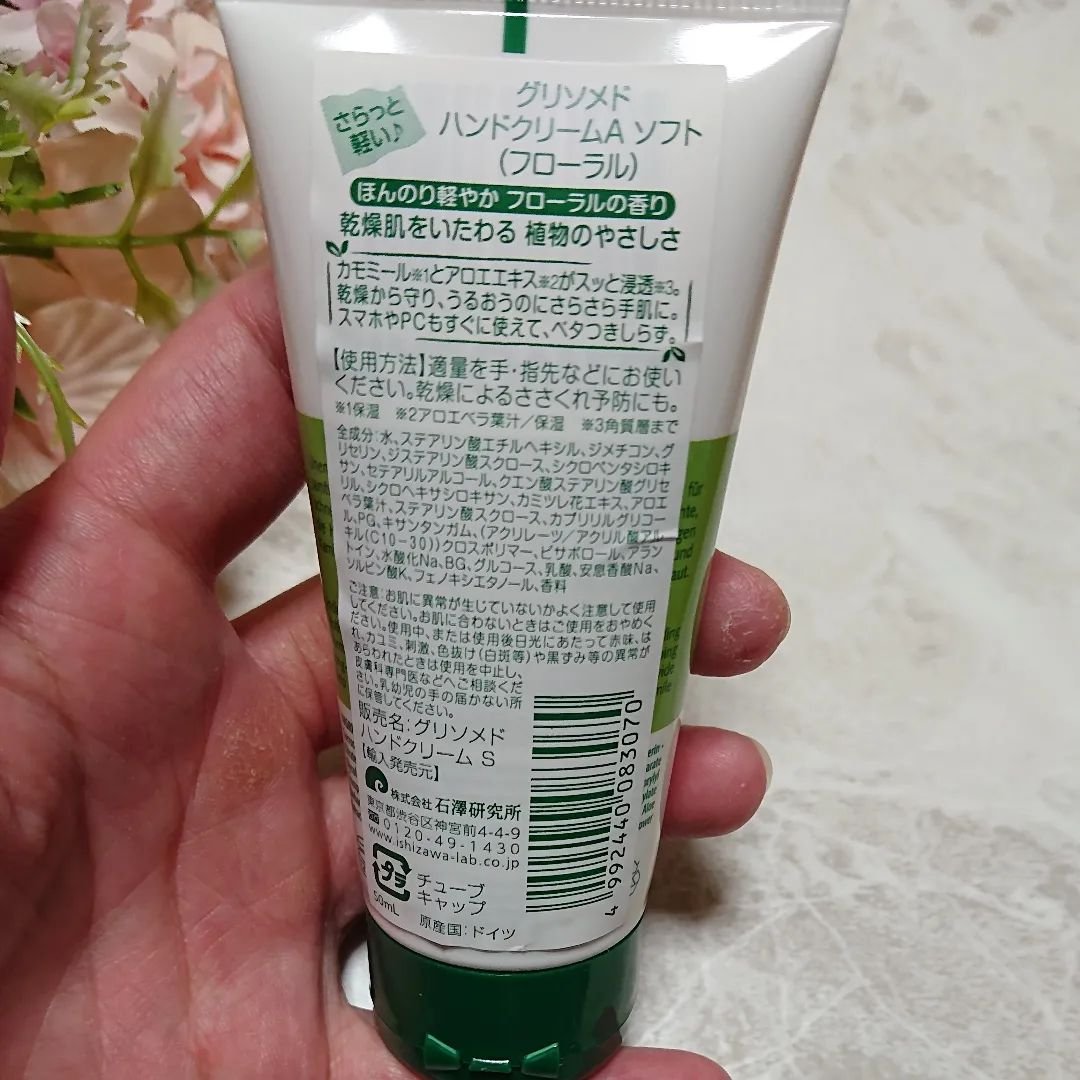 さらっと
軽い♪
グリソメド
ハンドクリームA ソフト
(フローラル)
ほんのり軽やか フローラルの香り
乾燥肌をいたわる 植物のやさしさ
カモミール※1とアロエエキス※2がスッと浸透※3。
乾燥から守り、うるおうのにさらさら手肌に。
スマホやPCもすぐに使えて、ベタつきしらず。
【使用方法】適量を手・指先などにお使い
ください。乾燥によるささくれ予防にも。
※1保湿 ※2アロエベラ葉汁/保湿 ※3角質層まで
全成分:水、ステアリン酸エチルヘキシル、ジメチコン、グ
リセリン、ジステアリン酸スクロース、シクロペンタシロキ
サン、セテアリルアルコール、クエン酸ステアリン酸グリセ
リル、シクロヘキサシロキサン、カミツレ花エキス、アロエ
ベラ葉汁、ステアリン酸スクロース、カプリリルグリコー
ル、PG、キサンタンガム、(アクリレーツ/アクリル酸アル
キル(C10-30))クロスポリマー、ビサボロール、アラン
トイン、水酸化Na、BG、グルコース、乳酸、安息香酸Na、
ソルビン酸K、フェノキシエタノール、香料
ご注意:お肌に異常が生じていないかよく注意して使用
してください。お肌に合わないときはご使用をおやめくだ
さい。使用中、または使用後日光にあたって赤味、は
れ、カユミ、刺激、色抜け(白斑等)や黒ずみ等の異常が
あらわれたときは使用を中止し、
皮膚科専門医などへご相談くだ
さい。乳幼児の手の届かない所
に保管してください。
販売名:グリソメド
ハンドクリーム S
【輸入発売元】
株式会社 石澤研究所
東京都渋谷区神宮前4-4-9
0120-49-1430
www.ishizawa-lab.co.jp
プラ
チューブ
キャップ
50mL
原産国:ドイツ
4 992440 083070
für
gen
und
aut.
erin -
arate
Aloe